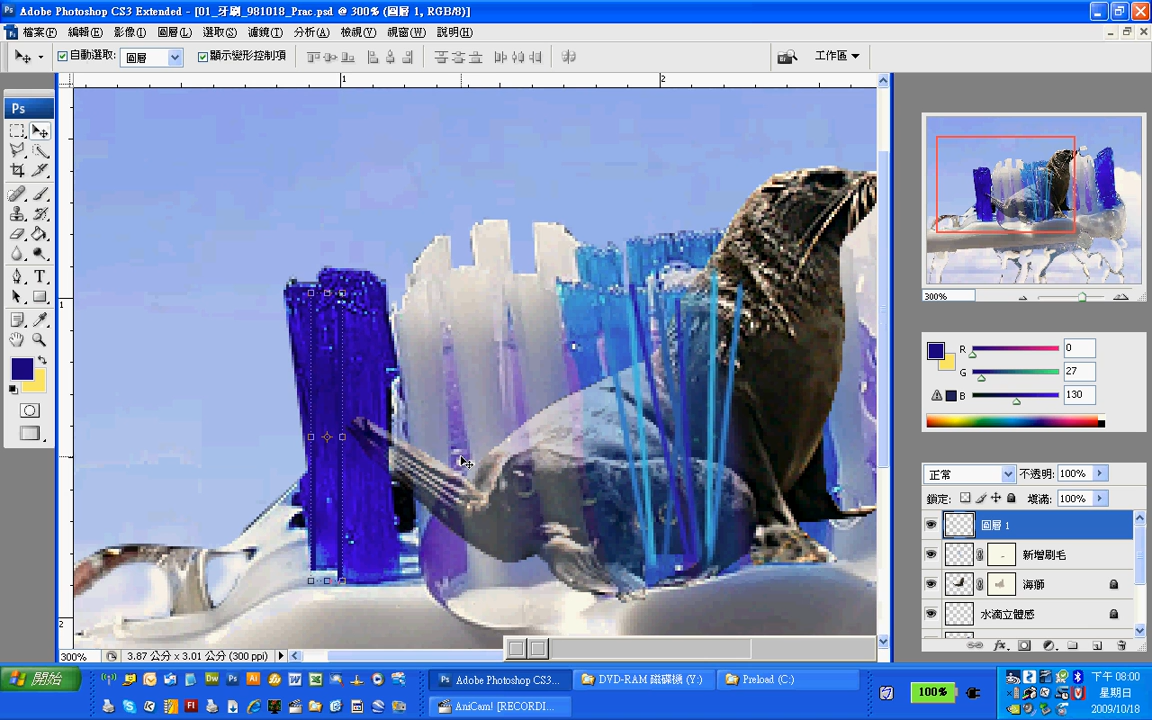 Adobe Photoshop CS3 Extended - [01_牙刷_981018_Prac.psd @ 300% (圖層 1, RGB/8)]
檔案(F) 編輯(E) 影像(I) 圖層(L) 選取(S) 濾鏡(T) 分析(A) 檢視(V) 視窗(W) 說明(H)
自動選取: 圖層 顯示變形控制項 工作區
1 2
Ps
1
2
300%
R 0
G 27
B 130
正常 不透明: 100%
鎖定: 填滿: 100%
圖層 1
新增刷毛
海獅
水滴立體感
300% 3.87 公分 x 3.01 公分 (300 ppi)
開始
Adobe Photoshop CS3... DVD-RAM 磁碟機 (Y:) Preload (C:)
AniCam! [RECORDI...
100%
下午 08:00
星期日
2009/10/18